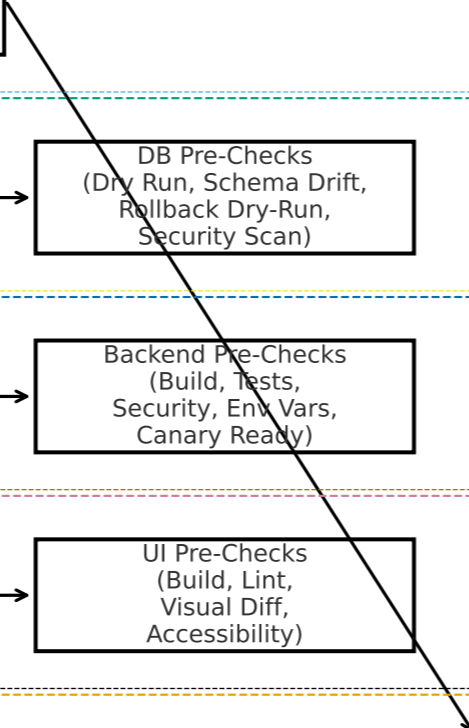 DB Pre-Checks
(Dry Run, Schema Drift,
Rollback Dry-Run,
Security Scan)
Backend Pre-Checks
(Build, Tests,
Security, Env Vars,
Canary Ready)
UI Pre-Checks
(Build, Lint,
Visual Diff,
Accessibility)